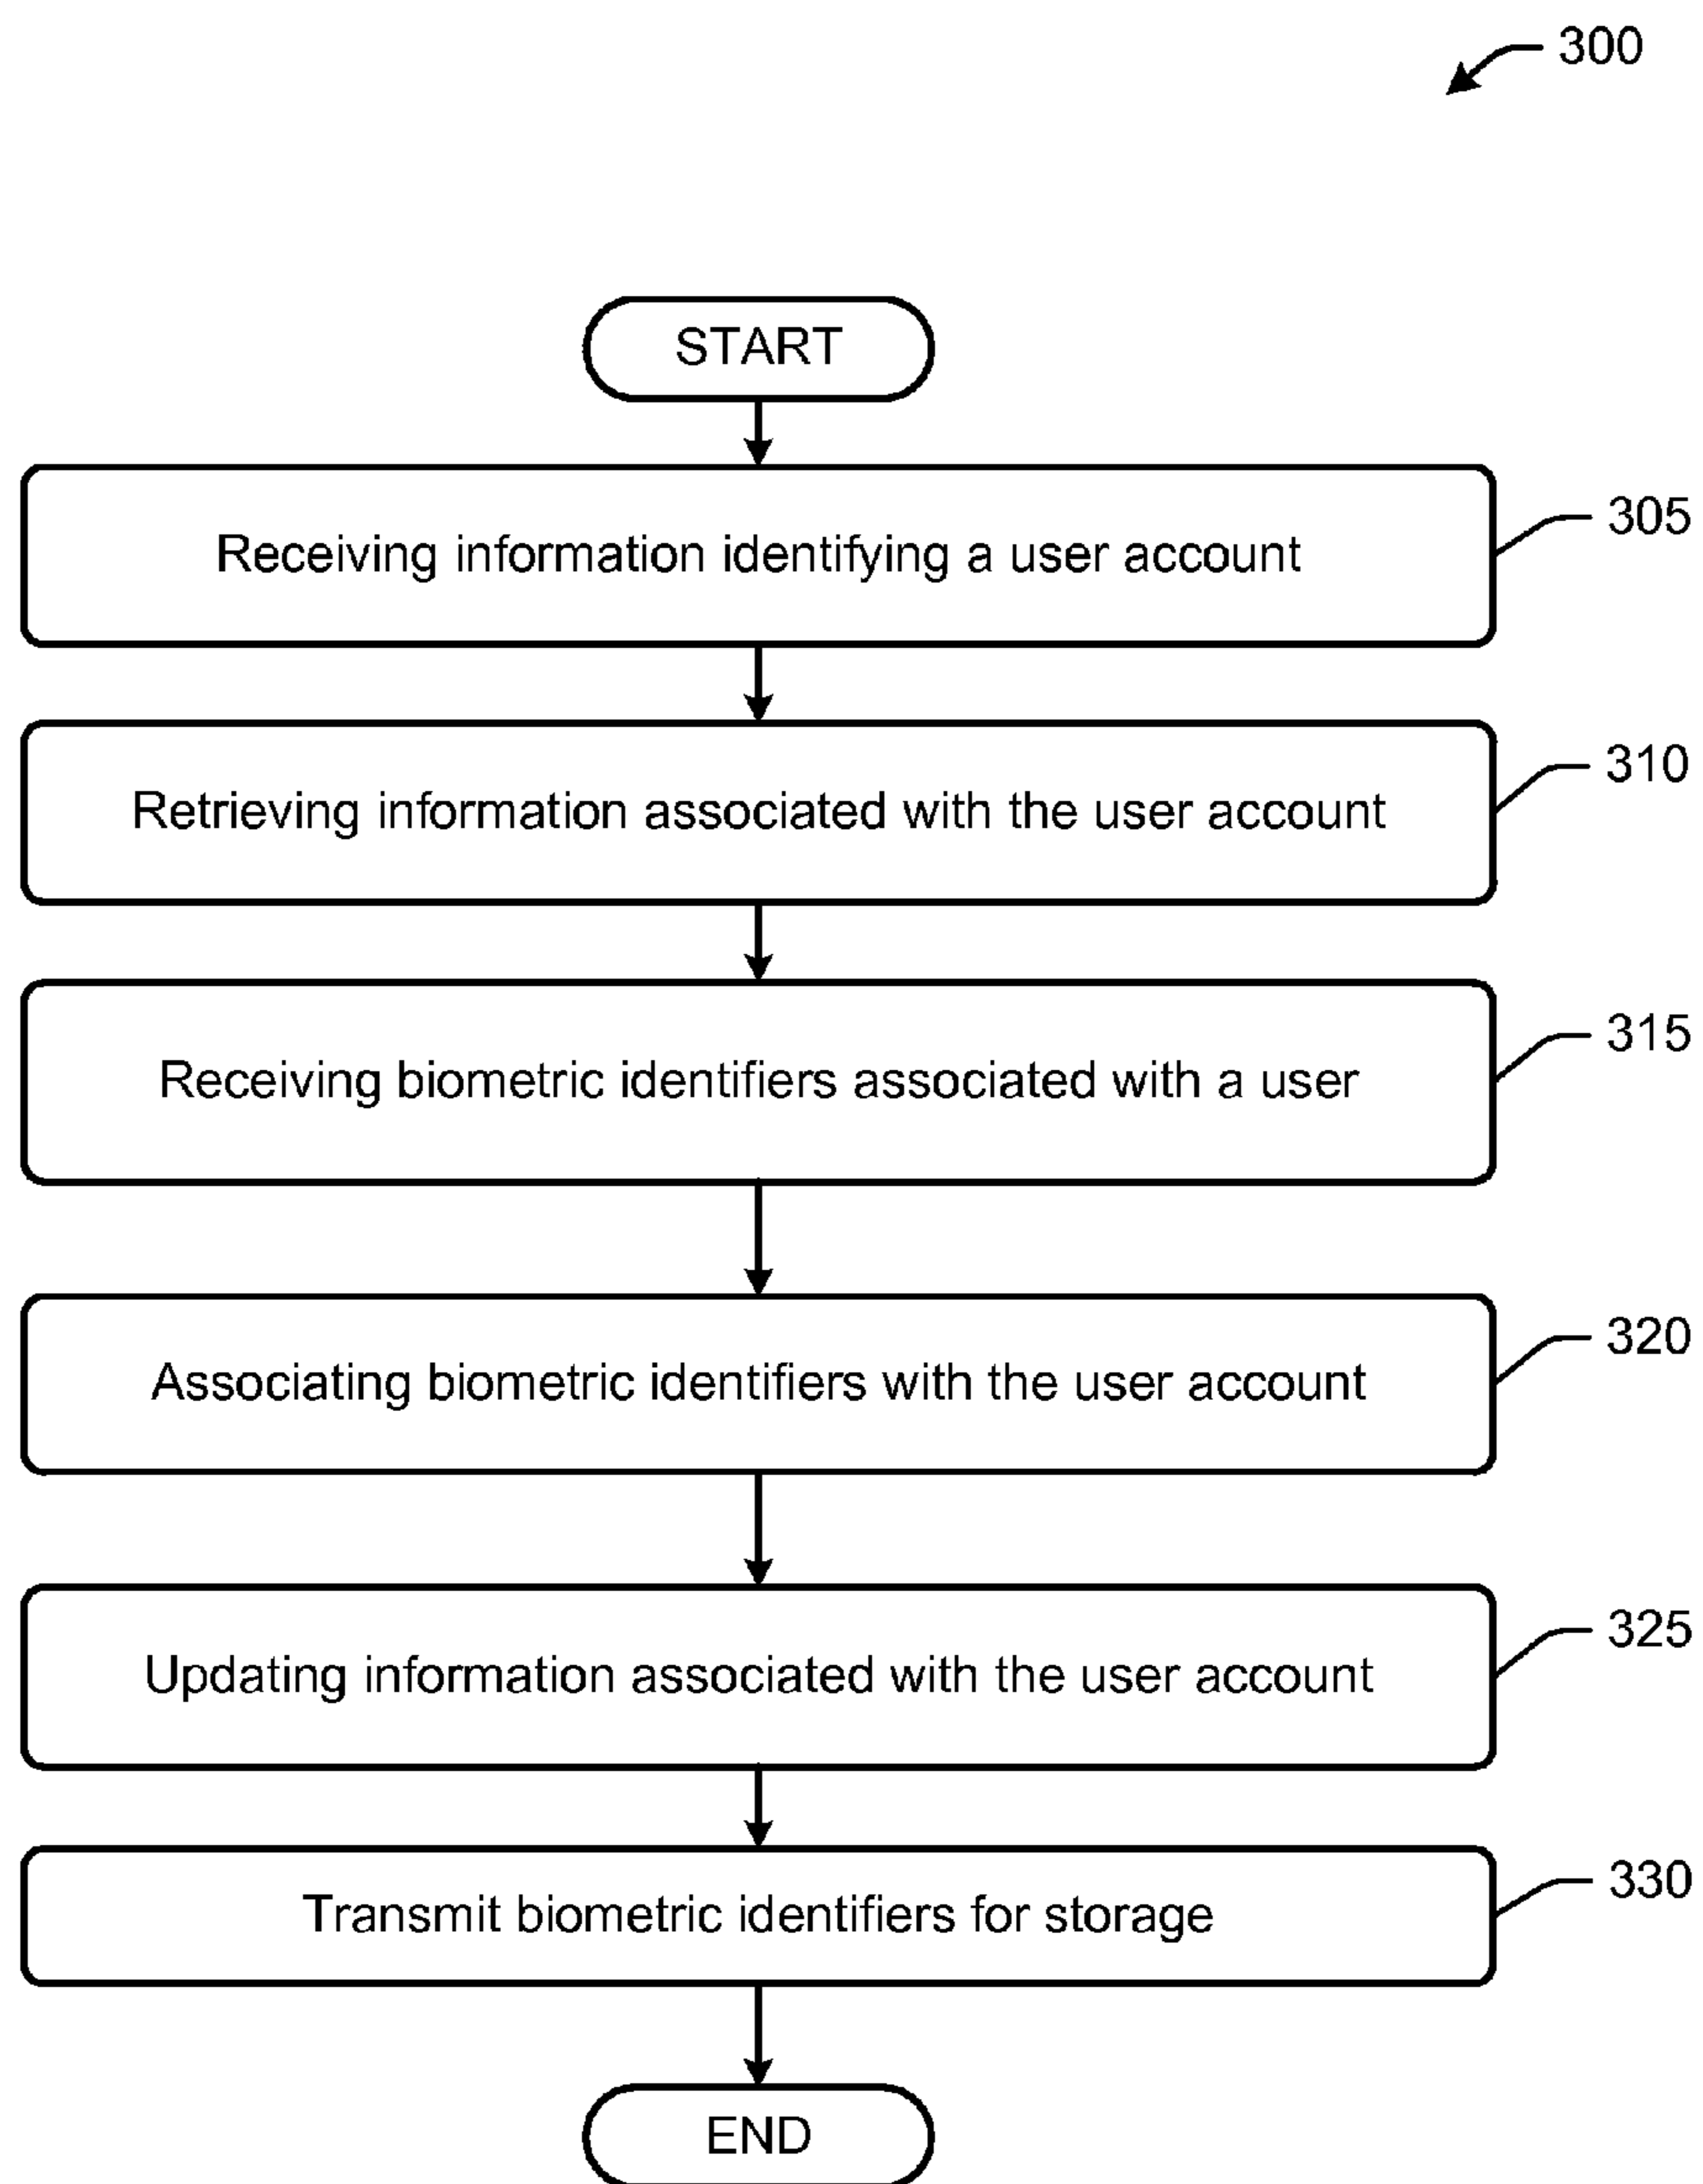 300
START
Receiving information identifying a user account
305
Retrieving information associated with the user account
310
Receiving biometric identifiers associated with a user
315
Associating biometric identifiers with the user account
320
Updating information associated with the user account
325
Transmit biometric identifiers for storage
330
END